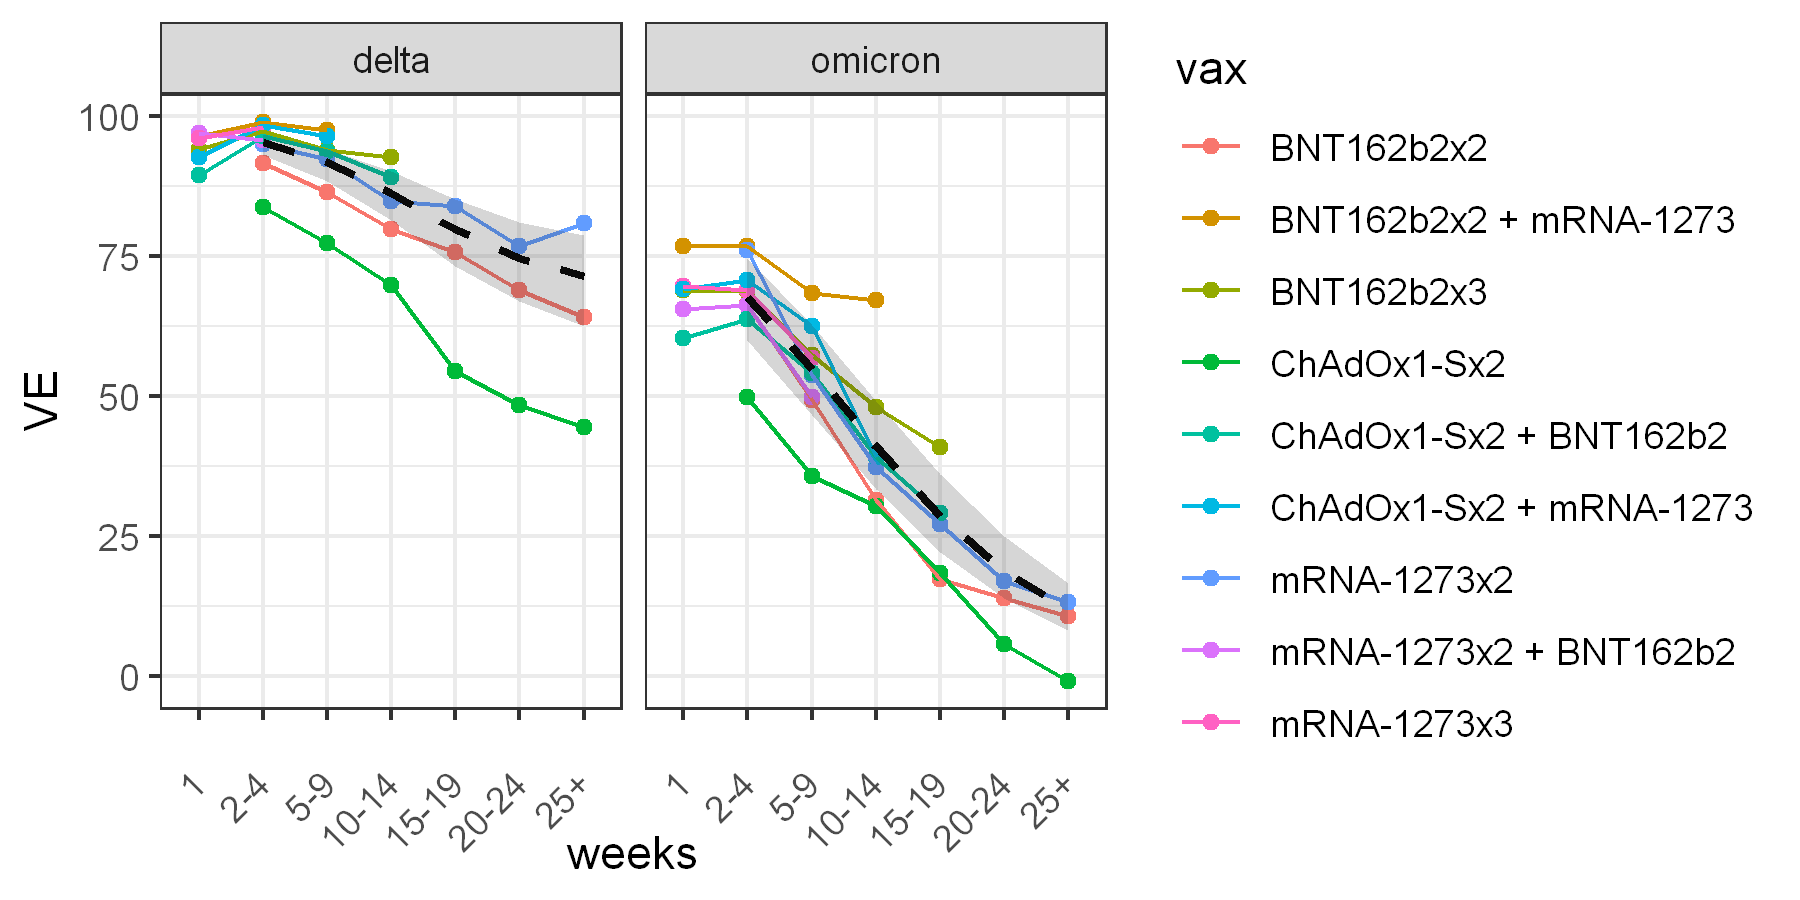 delta
omicron
VE
100
75
50
25
0
1
2-4
5-9
10-14
15-19
20-24
25+
1
2-4
5-9
10-14
15-19
20-24
25+
weeks
vax
BNT162b2x2
BNT162b2x2 + mRNA-1273
BNT162b2x3
ChAdOx1-Sx2
ChAdOx1-Sx2 + BNT162b2
ChAdOx1-Sx2 + mRNA-1273
mRNA-1273x2
mRNA-1273x2 + BNT162b2
mRNA-1273x3